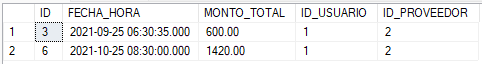 ID FECHA_HORA MONTO_TOTAL ID_USUARIO ID_PROVEEDOR
1 3 2021-09-25 06:30:35.000 600.00 1 2
2 6 2021-10-25 08:30:00.000 1420.00 1 2